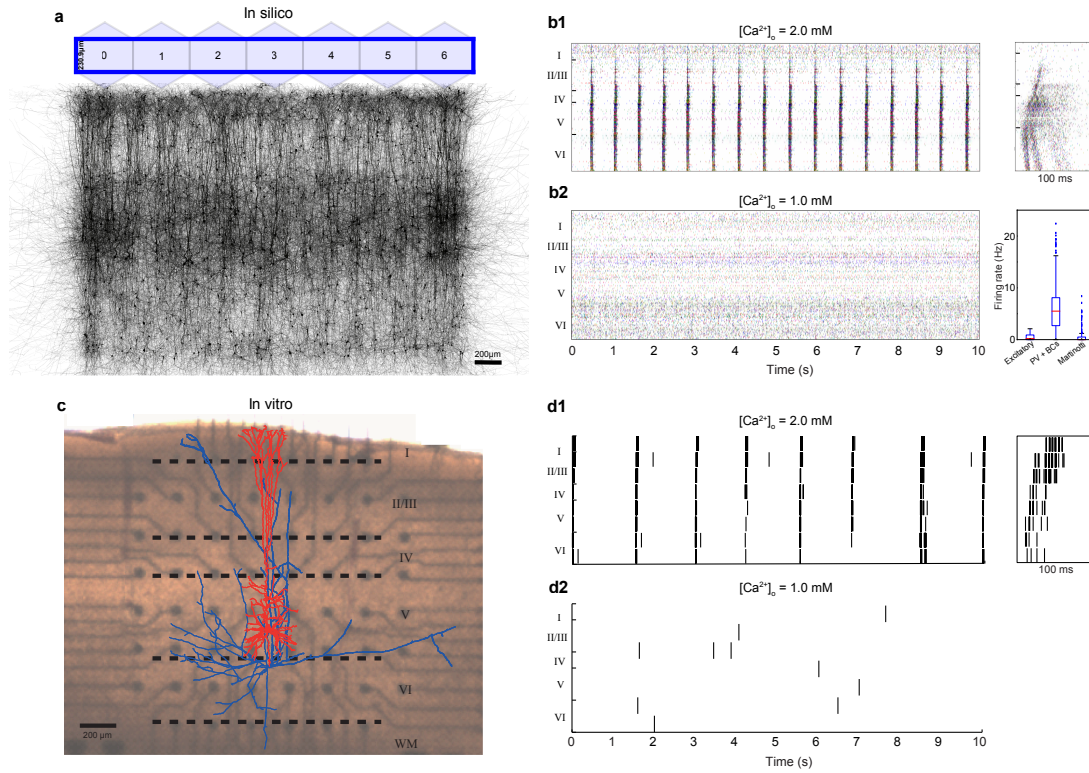 a
In silico
230.9µm
0 1 2 3 4 5 6
200µm
b1
[Ca²⁺]ₒ = 2.0 mM
I
II/III
IV
V
VI
100 ms
b2
[Ca²⁺]ₒ = 1.0 mM
I
II/III
IV
V
VI
0 1 2 3 4 5 6 7 8 9 10
Time (s)
Firing rate (Hz)
20
10
0
Excitatory
PV + BCs
Martinotti
c
In vitro
I
II/III
IV
V
VI
WM
200 µm
d1
[Ca²⁺]ₒ = 2.0 mM
I
II/III
IV
V
VI
100 ms
d2
[Ca²⁺]ₒ = 1.0 mM
I
II/III
IV
V
VI
0 1 2 3 4 5 6 7 8 9 10
Time (s)